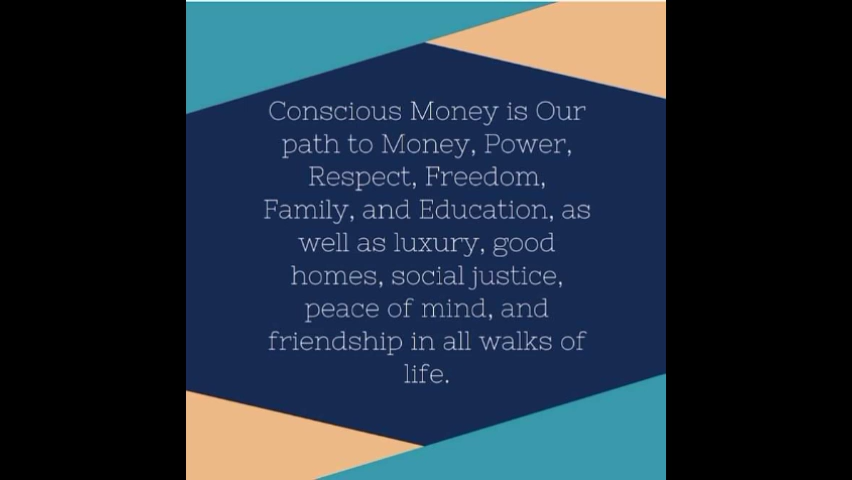 Conscious Money is Our
path to Money, Power,
Respect, Freedom,
Family, and Education, as
well as luxury, good
homes, social justice,
peace of mind, and
friendship in all walks of
life.